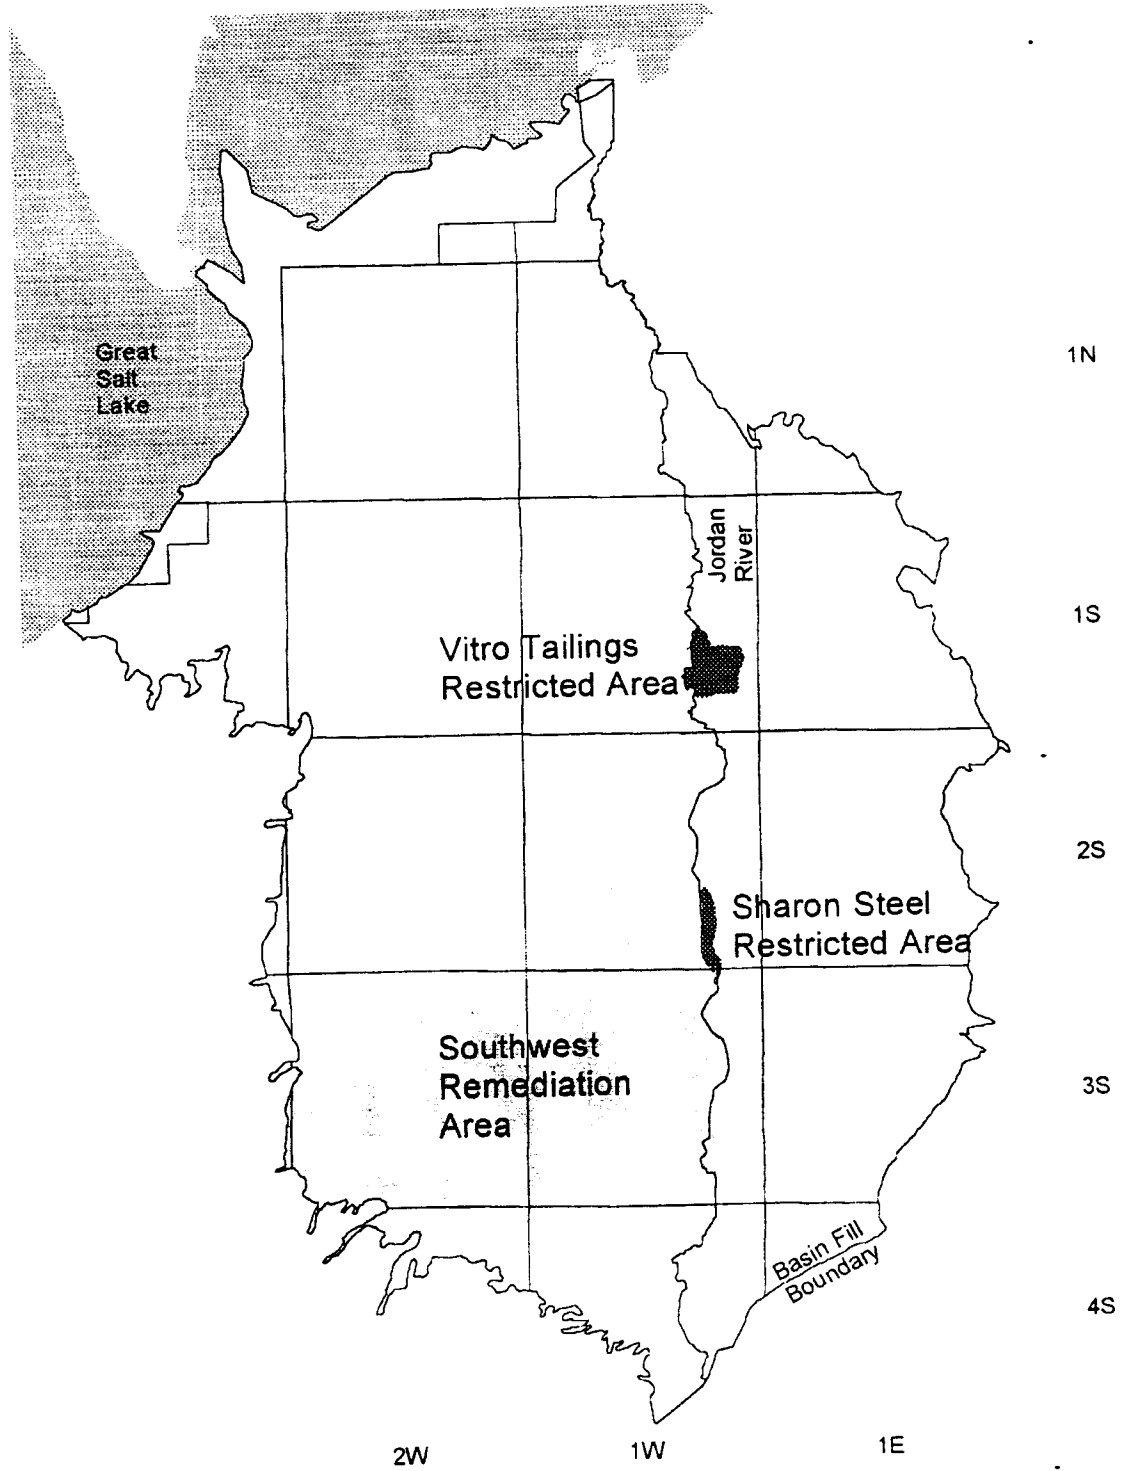 Great
Salt
Lake
1N
Jordan
River
1S
Vitro Tailings
Restricted Area
2S
Sharon Steel
Restricted Area
Southwest
Remediation
Area
3S
Basin Fill
Boundary
4S
2W
1W
1E